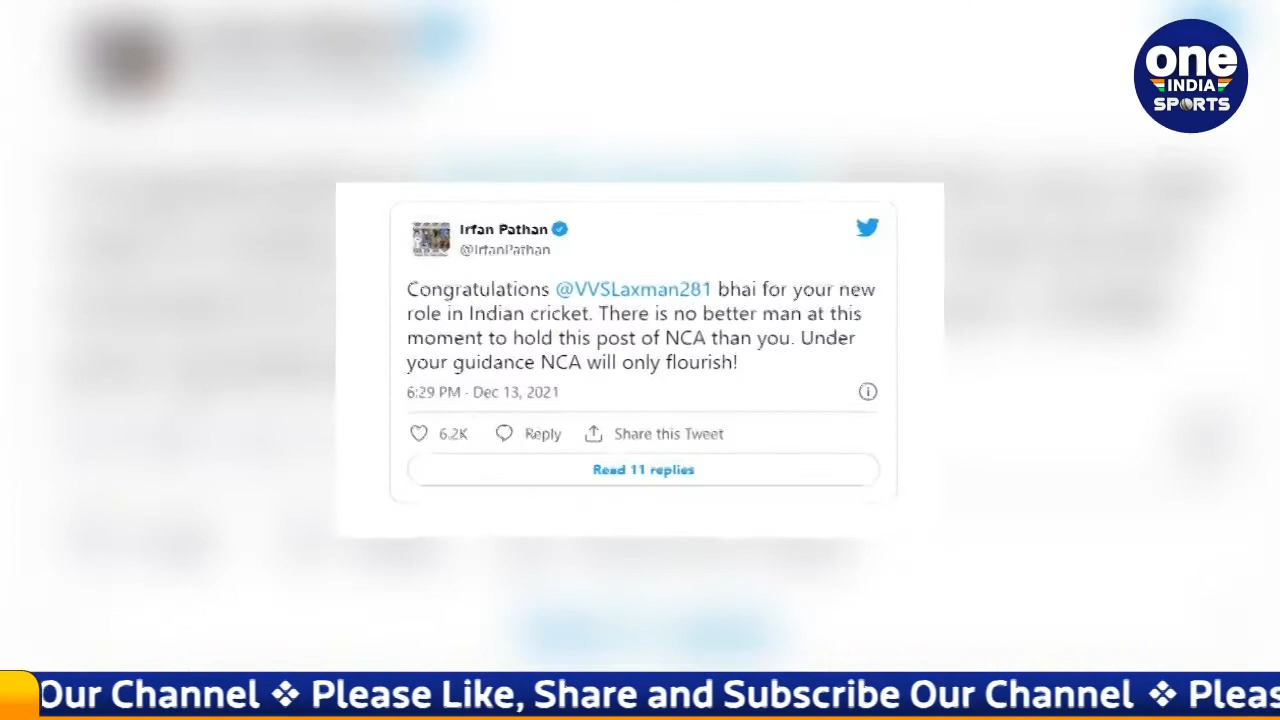 one
INDIA
SPORTS
Irfan Pathan
@IrfanPathan
Congratulations @VVSLaxman281 bhai for your new
role in Indian cricket. There is no better man at this
moment to hold this post of NCA than you. Under
your guidance NCA will only flourish!
6:29 PM · Dec 13, 2021
6.2K Reply Share this Tweet
Read 11 replies
Our Channel ❖ Please Like, Share and Subscribe Our Channel ❖ Pleas